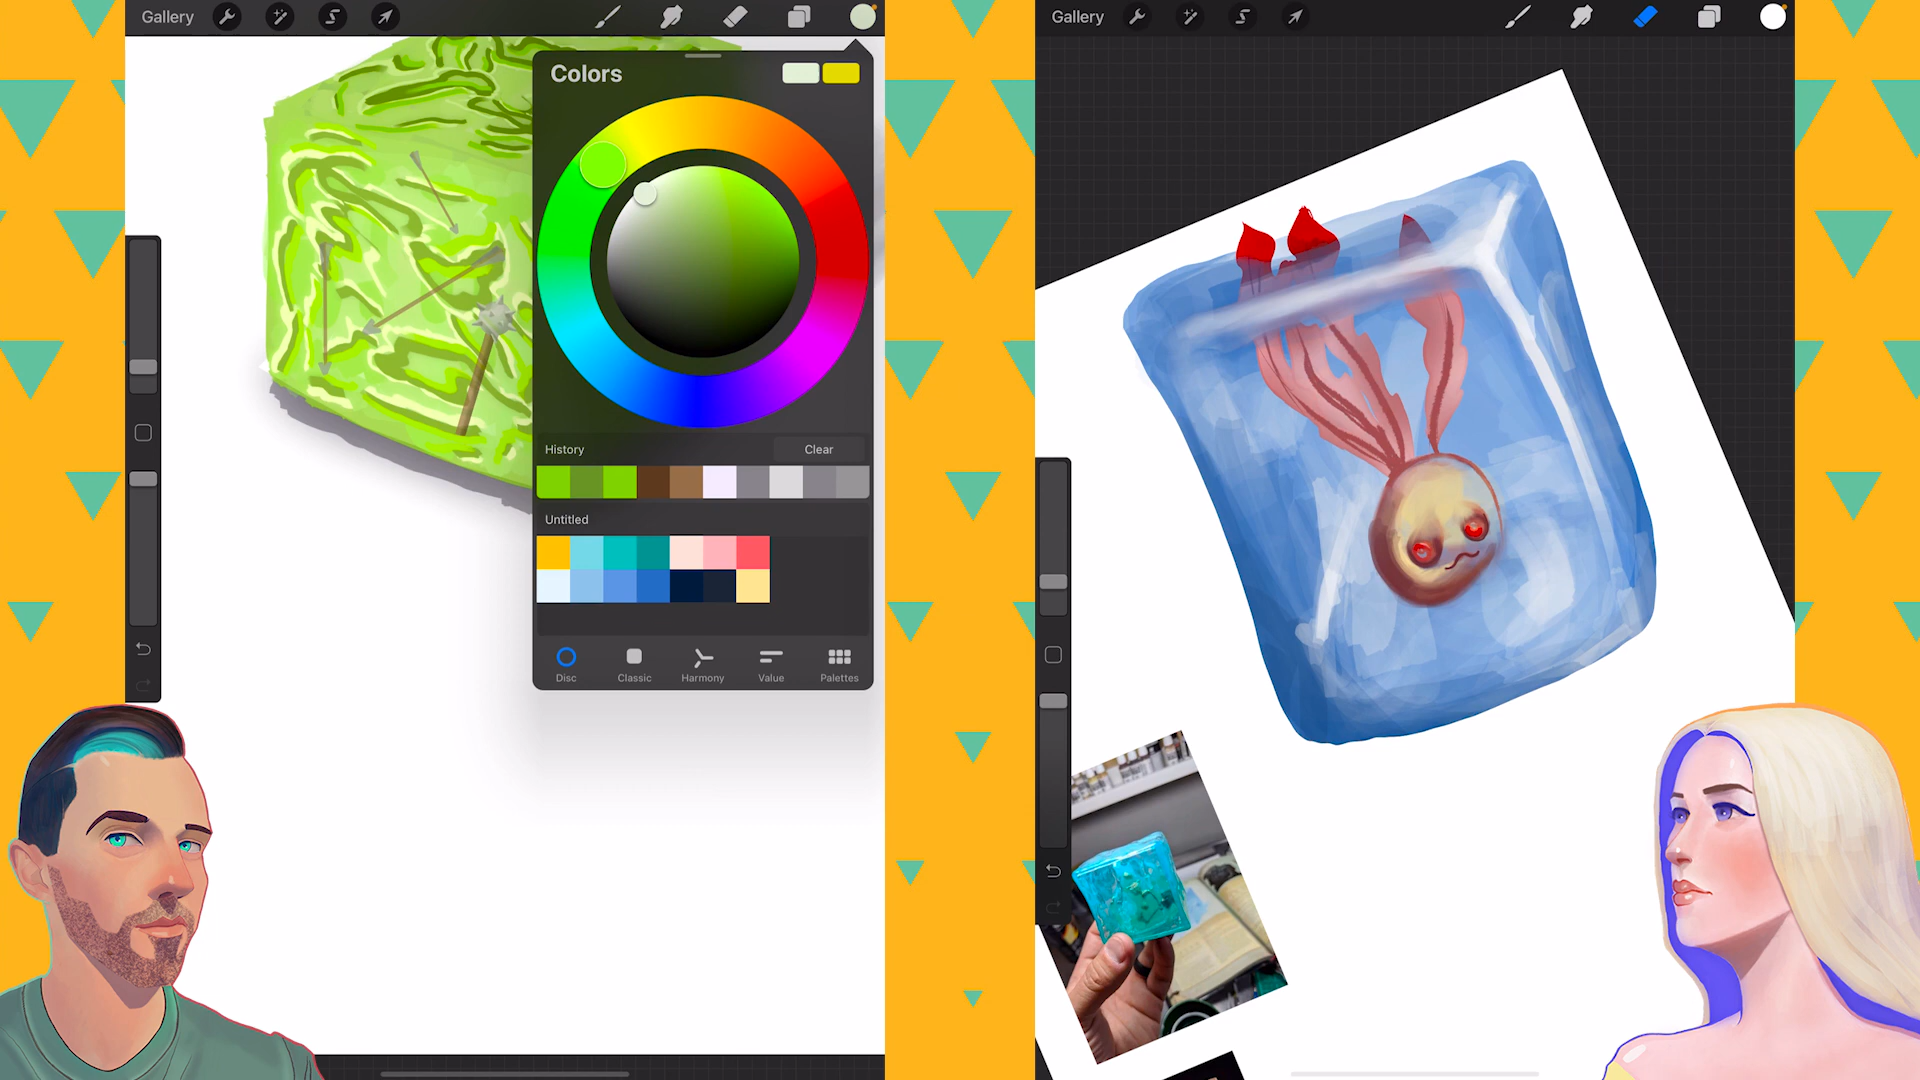 Gallery
Colors
History
Clear
Untitled
Disc
Classic
Harmony
Value
Palettes
Gallery